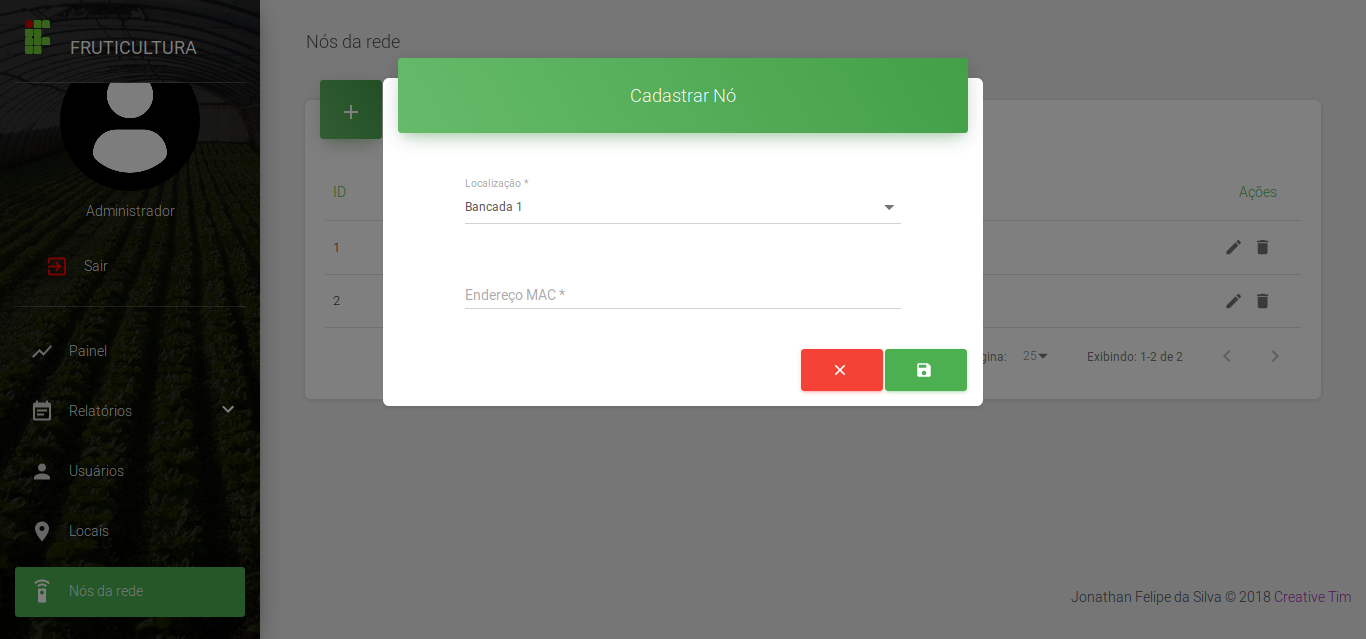 FRUTICULTURA
Administrador
Sair
Painel
Relatórios
Usuários
Locais
Nós da rede
Nós da rede
+
Cadastrar Nó
Localização *
Bancada 1
Endereço MAC *
ID
Ações
1
2
gina:
25
Exibindo: 1-2 de 2
Jonathan Felipe da Silva © 2018 Creative Tim